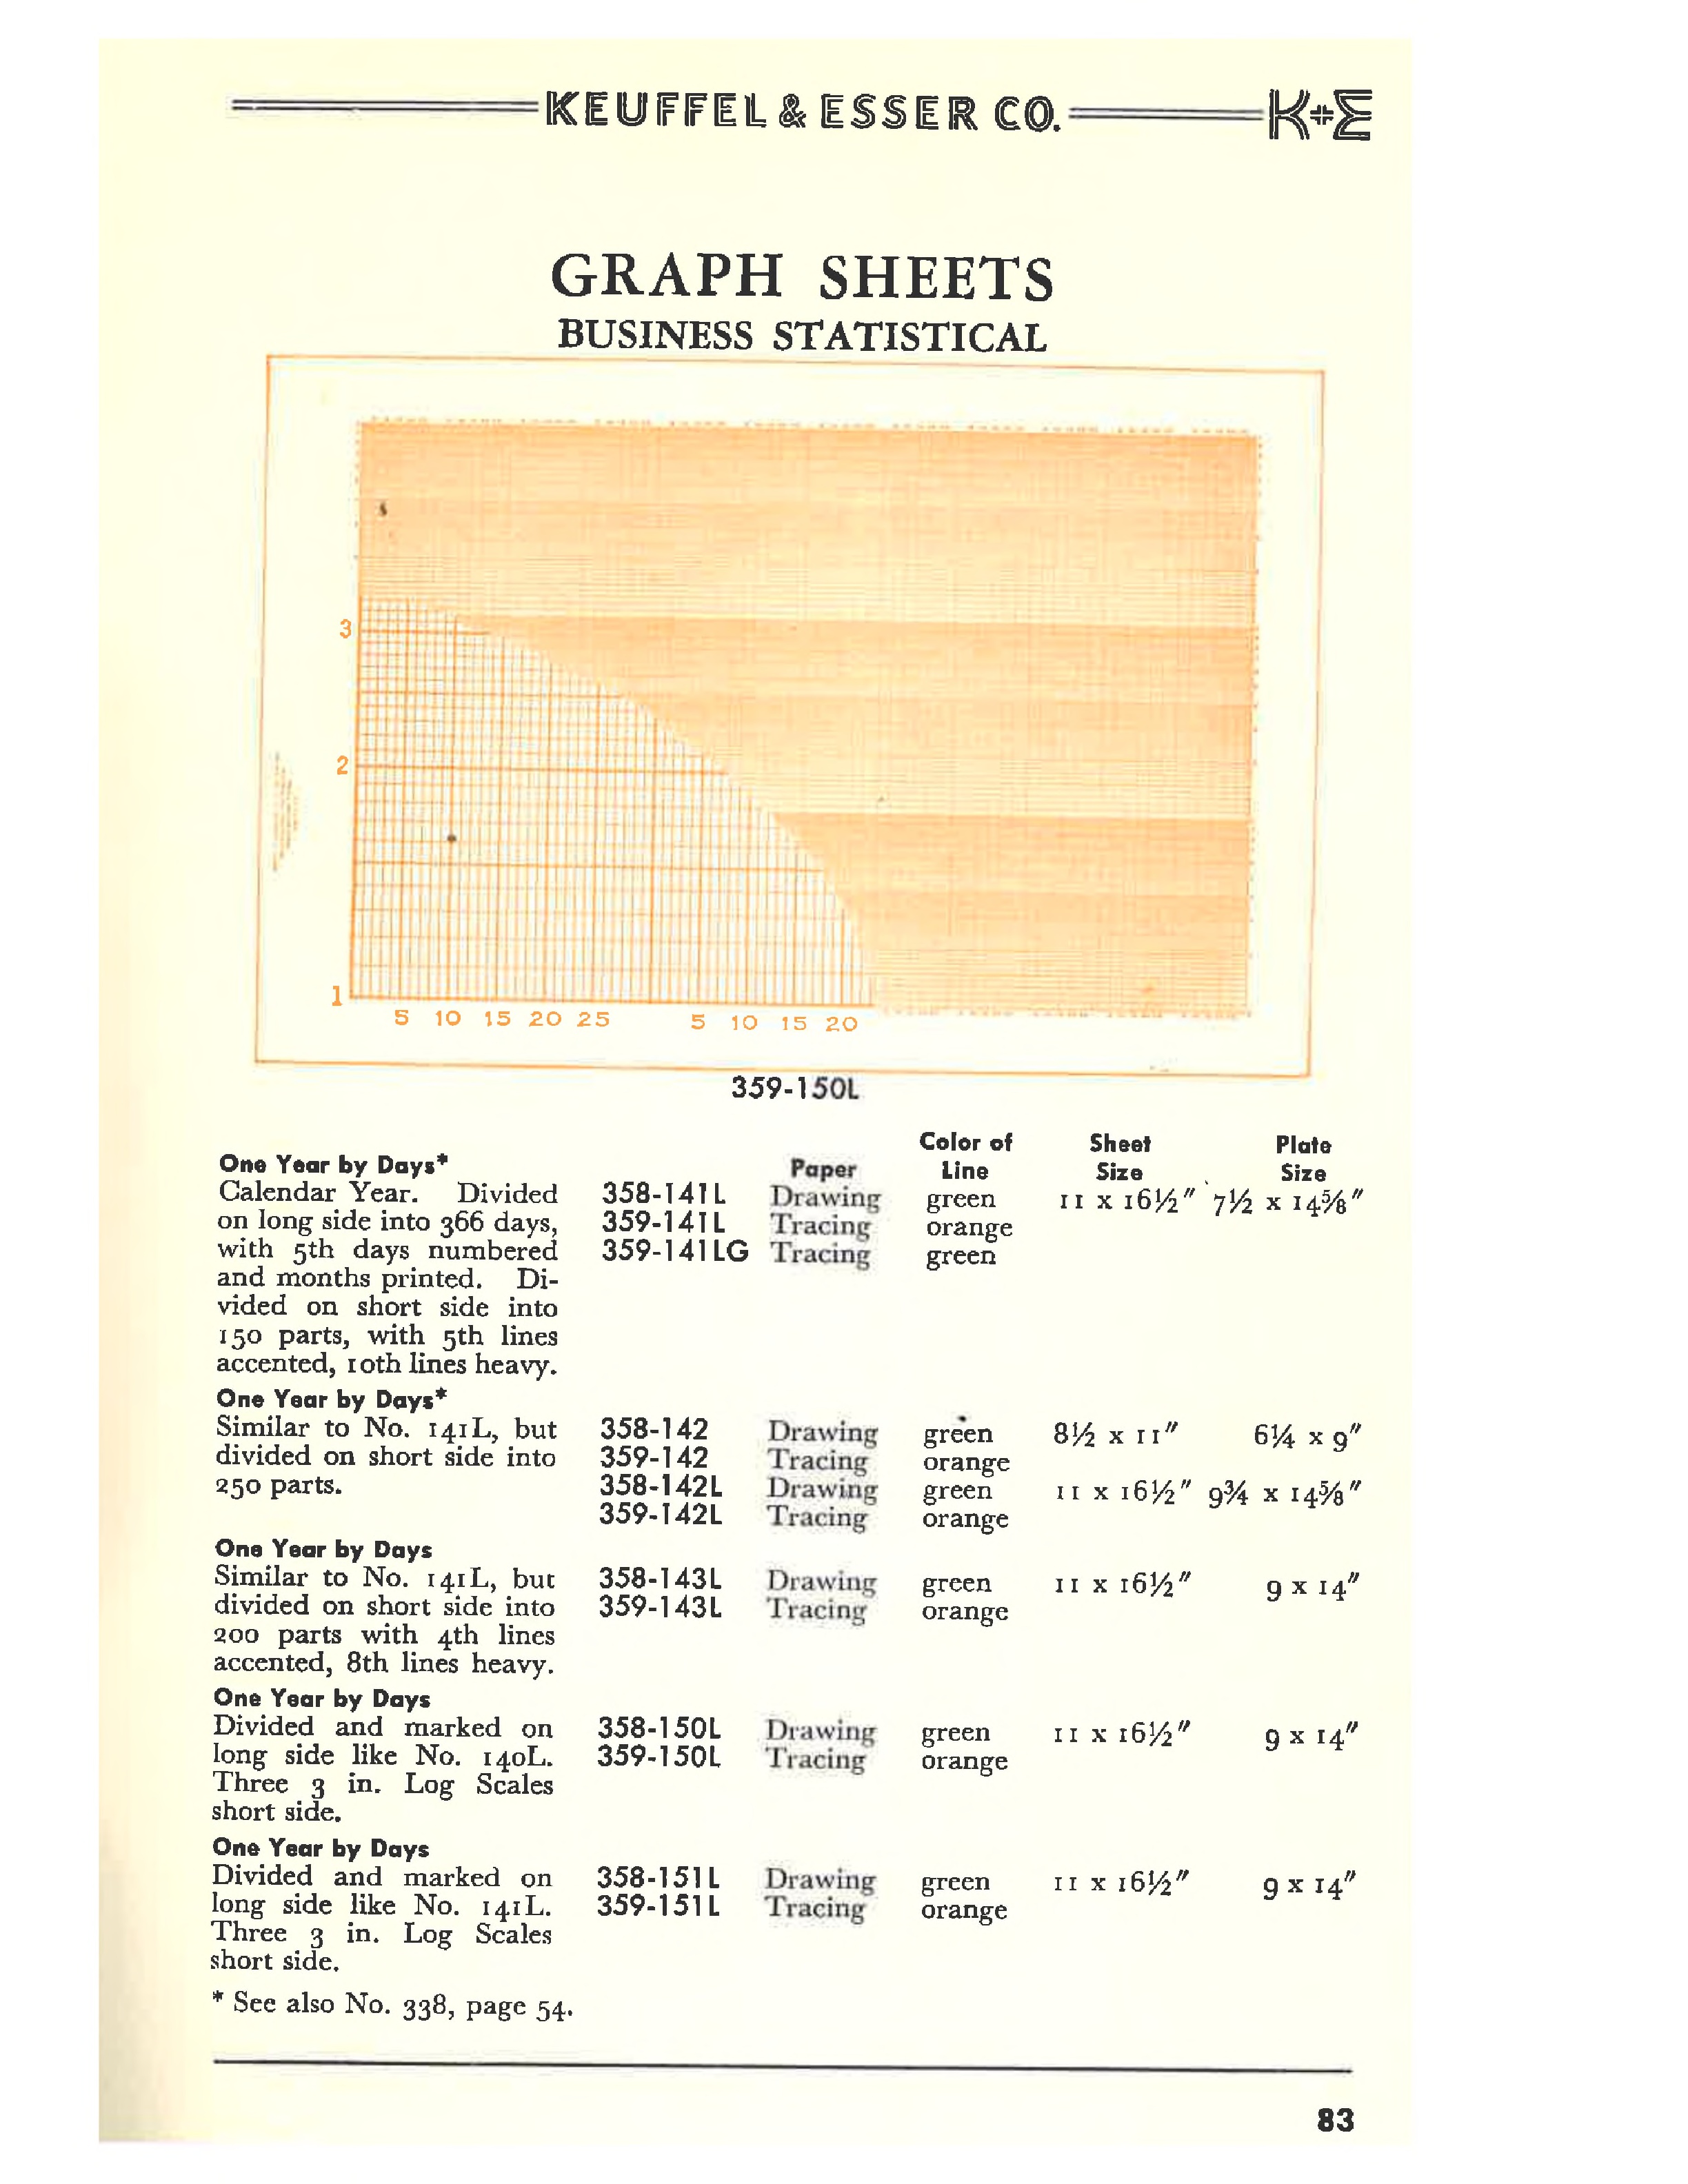 KEUFFEL & ESSER CO. K+E
GRAPH SHEETS
BUSINESS STATISTICAL
3
2
1
5 10 15 20 25 5 10 15 20
359-150L
Color of Sheet Plate
One Year by Days* Paper Line Size Size
Calendar Year. Divided 358-141L Drawing green 11 x 16½" 7½ x 14⅝"
on long side into 366 days, 359-141L Tracing orange
with 5th days numbered 359-141LG Tracing green
and months printed. Di-
vided on short side into
150 parts, with 5th lines
accented, 10th lines heavy.
One Year by Days*
Similar to No. 141L, but 358-142 Drawing green 8½ x 11" 6¼ x 9"
divided on short side into 359-142 Tracing orange
250 parts. 358-142L Drawing green 11 x 16½" 9¾ x 14⅝"
359-142L Tracing orange
One Year by Days
Similar to No. 141L, but 358-143L Drawing green 11 x 16½" 9 x 14"
divided on short side into 359-143L Tracing orange
200 parts with 4th lines
accented, 8th lines heavy.
One Year by Days
Divided and marked on 358-150L Drawing green 11 x 16½" 9 x 14"
long side like No. 140L. 359-150L Tracing orange
Three 3 in. Log Scales
short side.
One Year by Days
Divided and marked on 358-151L Drawing green 11 x 16½" 9 x 14"
long side like No. 141L. 359-151L Tracing orange
Three 3 in. Log Scales
short side.
* See also No. 338, page 54.
83